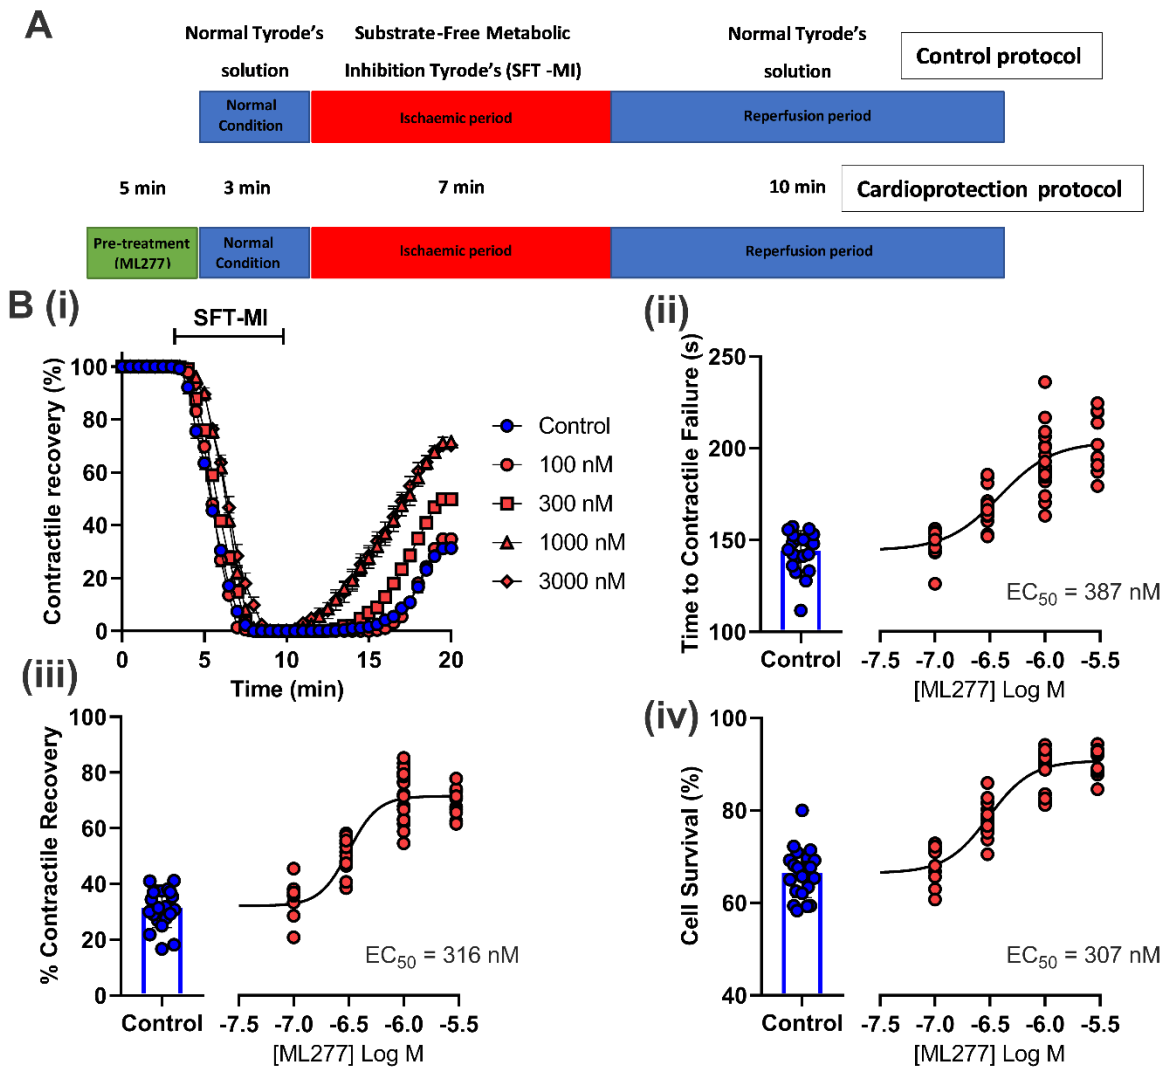 A
Normal Tyrode's
solution
Substrate-Free Metabolic
Inhibition Tyrode's (SFT -MI)
Normal Tyrode's
solution
Control protocol
Normal
Condition
Ischaemic period
Reperfusion period
5 min
3 min
7 min
10 min
Cardioprotection protocol
Pre-treatment
(ML277)
Normal
Condition
Ischaemic period
Reperfusion period
B (i)
SFT-MI
Contractile recovery (%)
100
80
60
40
20
0
0
5
10
15
20
Time (min)
Control
100 nM
300 nM
1000 nM
3000 nM
(ii)
Time to Contractile Failure (s)
250
200
150
100
Control
EC50 = 387 nM
-7.5
-7.0
-6.5
-6.0
-5.5
[ML277] Log M
(iii)
% Contractile Recovery
100
80
60
40
20
0
Control
EC50 = 316 nM
-7.5
-7.0
-6.5
-6.0
-5.5
[ML277] Log M
(iv)
Cell Survival (%)
100
80
60
40
Control
EC50 = 307 nM
-7.5
-7.0
-6.5
-6.0
-5.5
[ML277] Log M